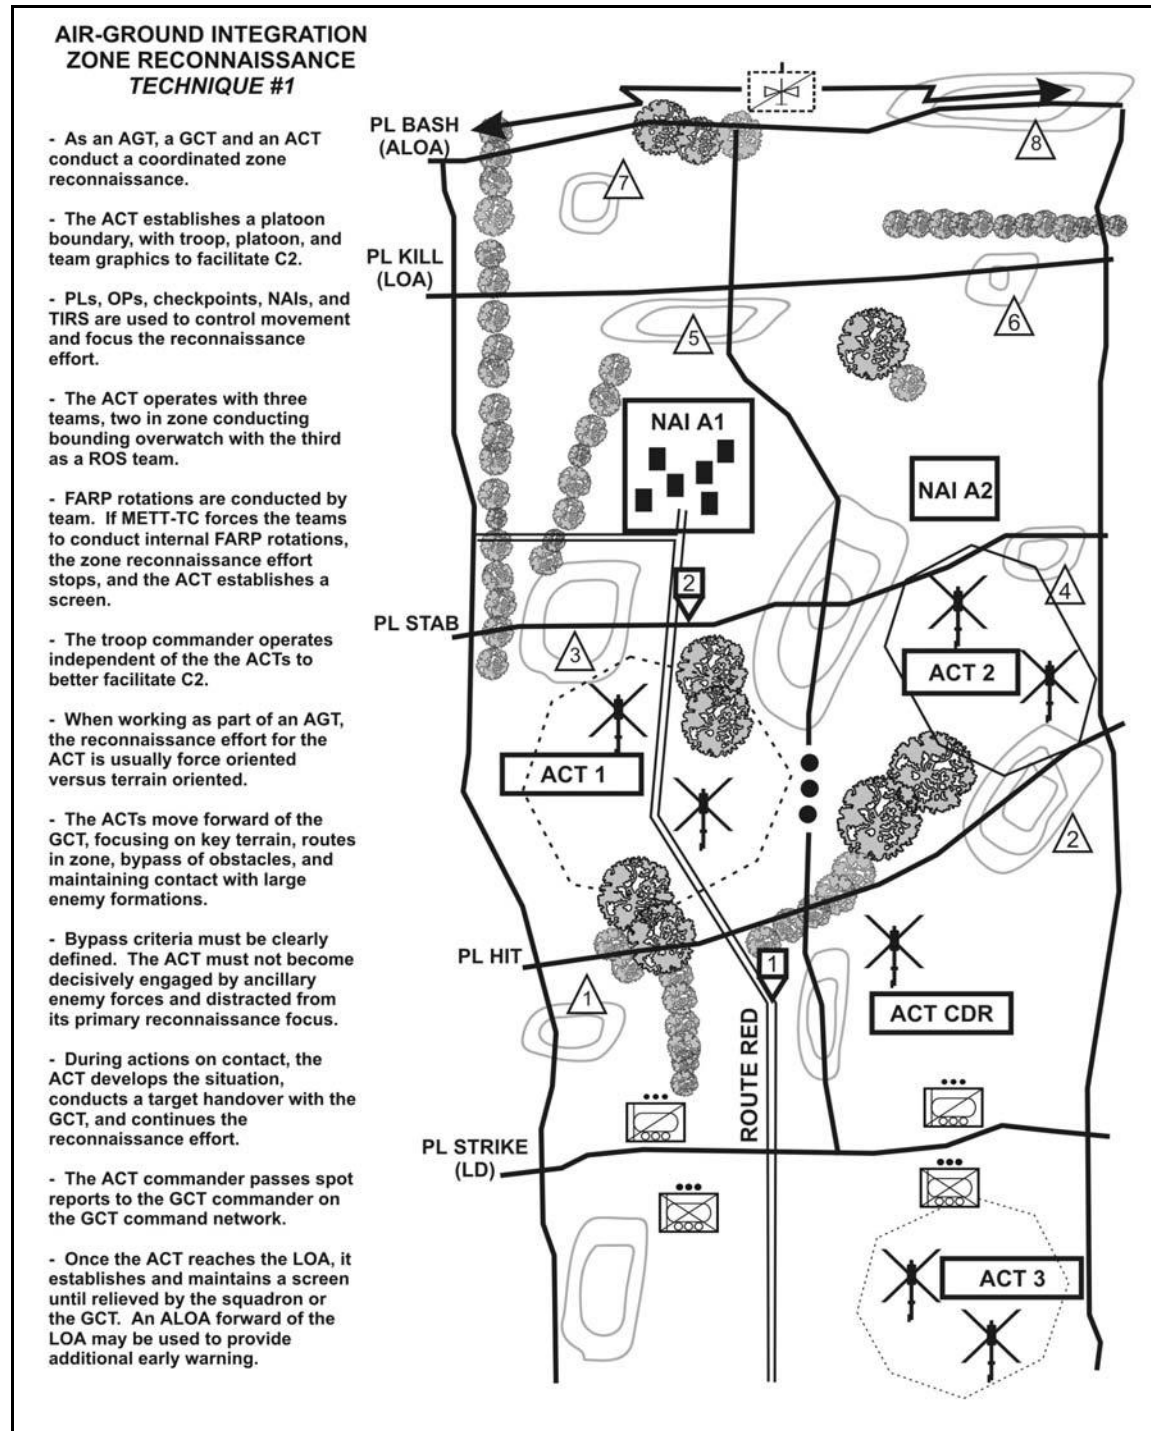 AIR-GROUND INTEGRATION
ZONE RECONNAISSANCE
TECHNIQUE #1
- As an AGT, a GCT and an ACT
conduct a coordinated zone
reconnaissance.
- The ACT establishes a platoon
boundary, with troop, platoon, and
team graphics to facilitate C2.
- PLs, OPs, checkpoints, NAIs, and
TIRS are used to control movement
and focus the reconnaissance
effort.
- The ACT operates with three
teams, two in zone conducting
bounding overwatch with the third
as a ROS team.
- FARP rotations are conducted by
team. If METT-TC forces the teams
to conduct internal FARP rotations,
the zone reconnaissance effort
stops, and the ACT establishes a
screen.
- The troop commander operates
independent of the the ACTs to
better facilitate C2.
- When working as part of an AGT,
the reconnaissance effort for the
ACT is usually force oriented
versus terrain oriented.
- The ACTs move forward of the
GCT, focusing on key terrain, routes
in zone, bypass of obstacles, and
maintaining contact with large
enemy formations.
- Bypass criteria must be clearly
defined. The ACT must not become
decisively engaged by ancillary
enemy forces and distracted from
its primary reconnaissance focus.
- During actions on contact, the
ACT develops the situation,
conducts a target handover with the
GCT, and continues the
reconnaissance effort.
- The ACT commander passes spot
reports to the GCT commander on
the GCT command network.
- Once the ACT reaches the LOA, it
establishes and maintains a screen
until relieved by the squadron or
the GCT. An ALOA forward of the
LOA may be used to provide
additional early warning.
PL BASH
(ALOA)
8
7
PL KILL
(LOA)
6
5
NAI A1
NAI A2
2
4
PL STAB
3
ACT 2
ACT 1
2
PL HIT
1
1
ACT CDR
ROUTE RED
PL STRIKE
(LD)
ACT 3